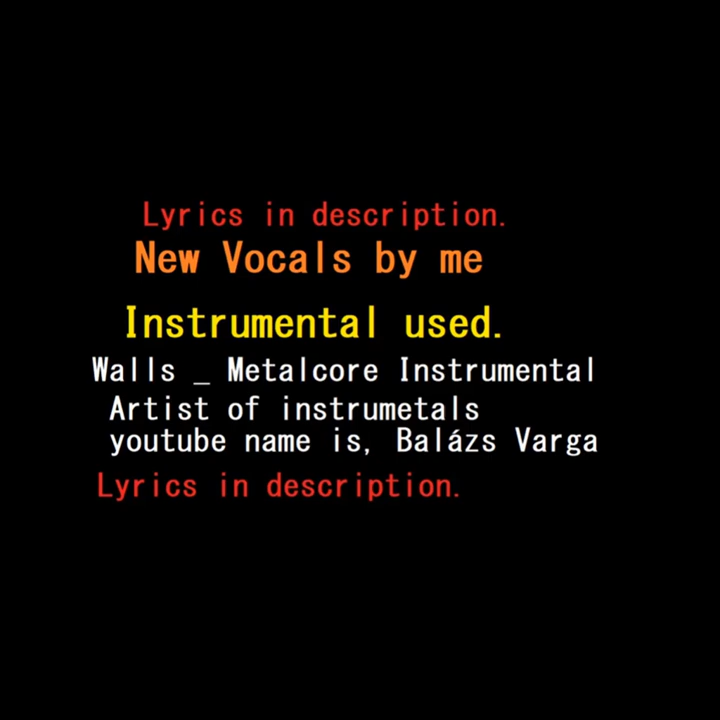 Lyrics in description.
New Vocals by me
Instrumental used.
Walls _ Metalcore Instrumental
Artist of instrumetals
youtube name is, Balázs Varga
Lyrics in description.